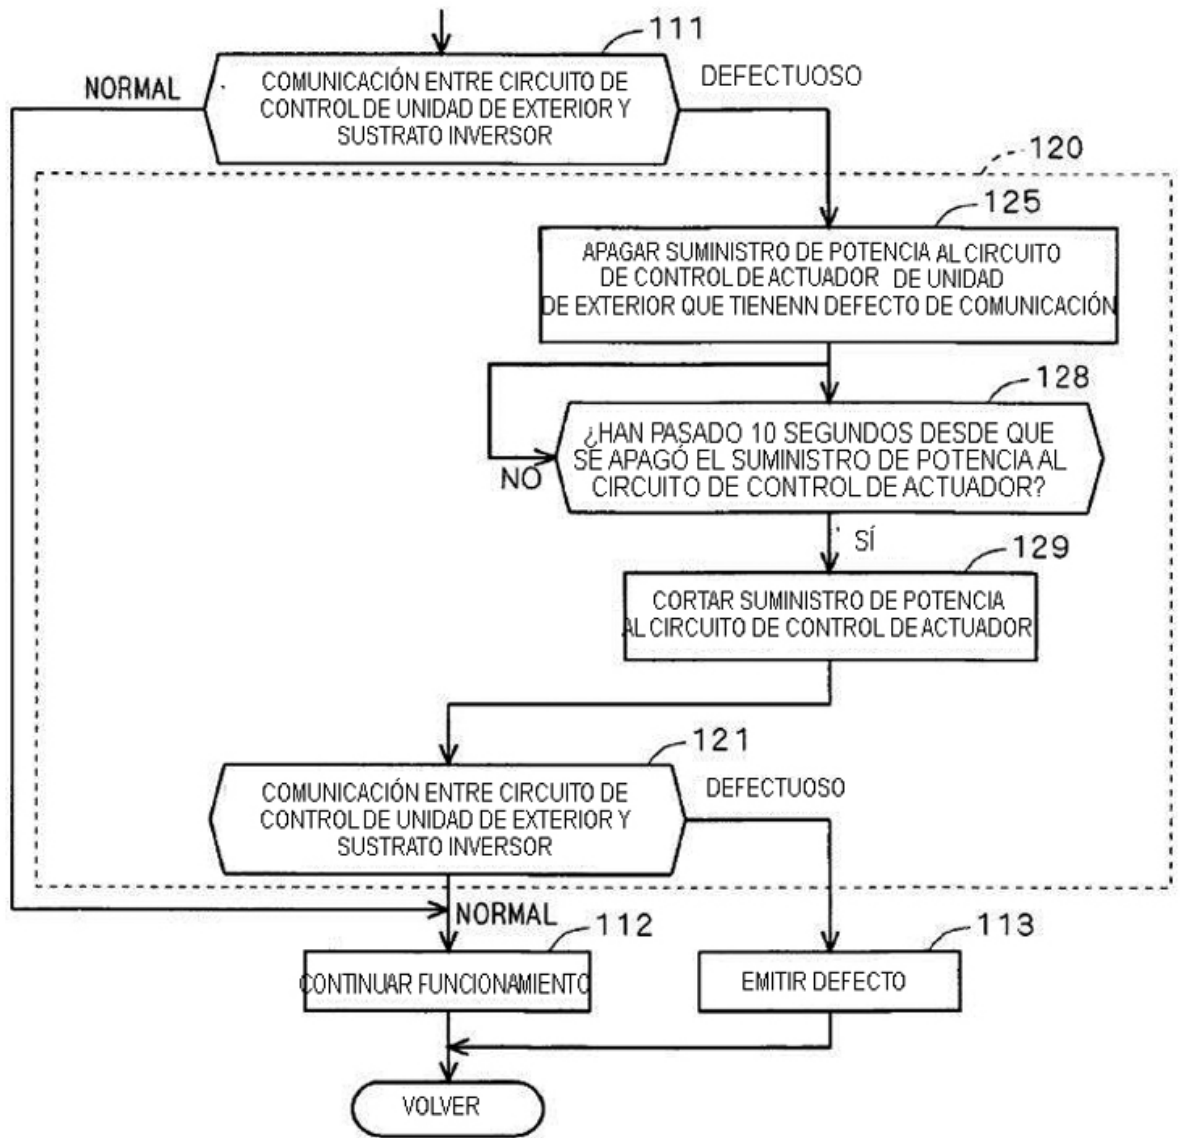 111
NORMAL
COMUNICACIÓN ENTRE CIRCUITO DE
CONTROL DE UNIDAD DE EXTERIOR Y
SUSTRATO INVERSOR
DEFECTUOSO
120
125
APAGAR SUMINISTRO DE POTENCIA AL CIRCUITO
DE CONTROL DE ACTUADOR DE UNIDAD
DE EXTERIOR QUE TIENENN DEFECTO DE COMUNICACIÓN
128
¿HAN PASADO 10 SEGUNDOS DESDE QUE
SE APAGÓ EL SUMINISTRO DE POTENCIA AL
CIRCUITO DE CONTROL DE ACTUADOR?
NO
SÍ
129
CORTAR SUMINISTRO DE POTENCIA
AL CIRCUITO DE CONTROL DE ACTUADOR
121
COMUNICACIÓN ENTRE CIRCUITO DE
CONTROL DE UNIDAD DE EXTERIOR Y
SUSTRATO INVERSOR
DEFECTUOSO
NORMAL
112
CONTINUAR FUNCIONAMIENTO
113
EMITIR DEFECTO
VOLVER